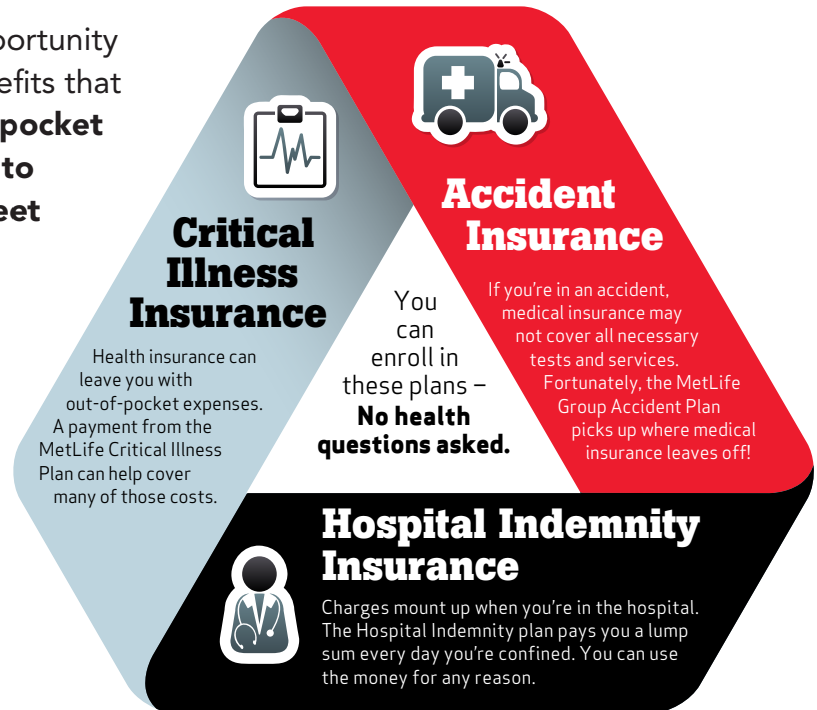 portunity
efits that
pocket
to
eet
Critical
Illness
Insurance
Health insurance can
leave you with
out-of-pocket expenses.
A payment from the
MetLife Critical Illness
Plan can help cover
many of those costs.
Accident
Insurance
If you're in an accident,
medical insurance may
not cover all necessary
tests and services.
Fortunately, the MetLife
Group Accident Plan
picks up where medical
insurance leaves off!
You
can
enroll in
these plans –
No health
questions asked.
Hospital Indemnity
Insurance
Charges mount up when you're in the hospital.
The Hospital Indemnity plan pays you a lump
sum every day you're confined. You can use
the money for any reason.